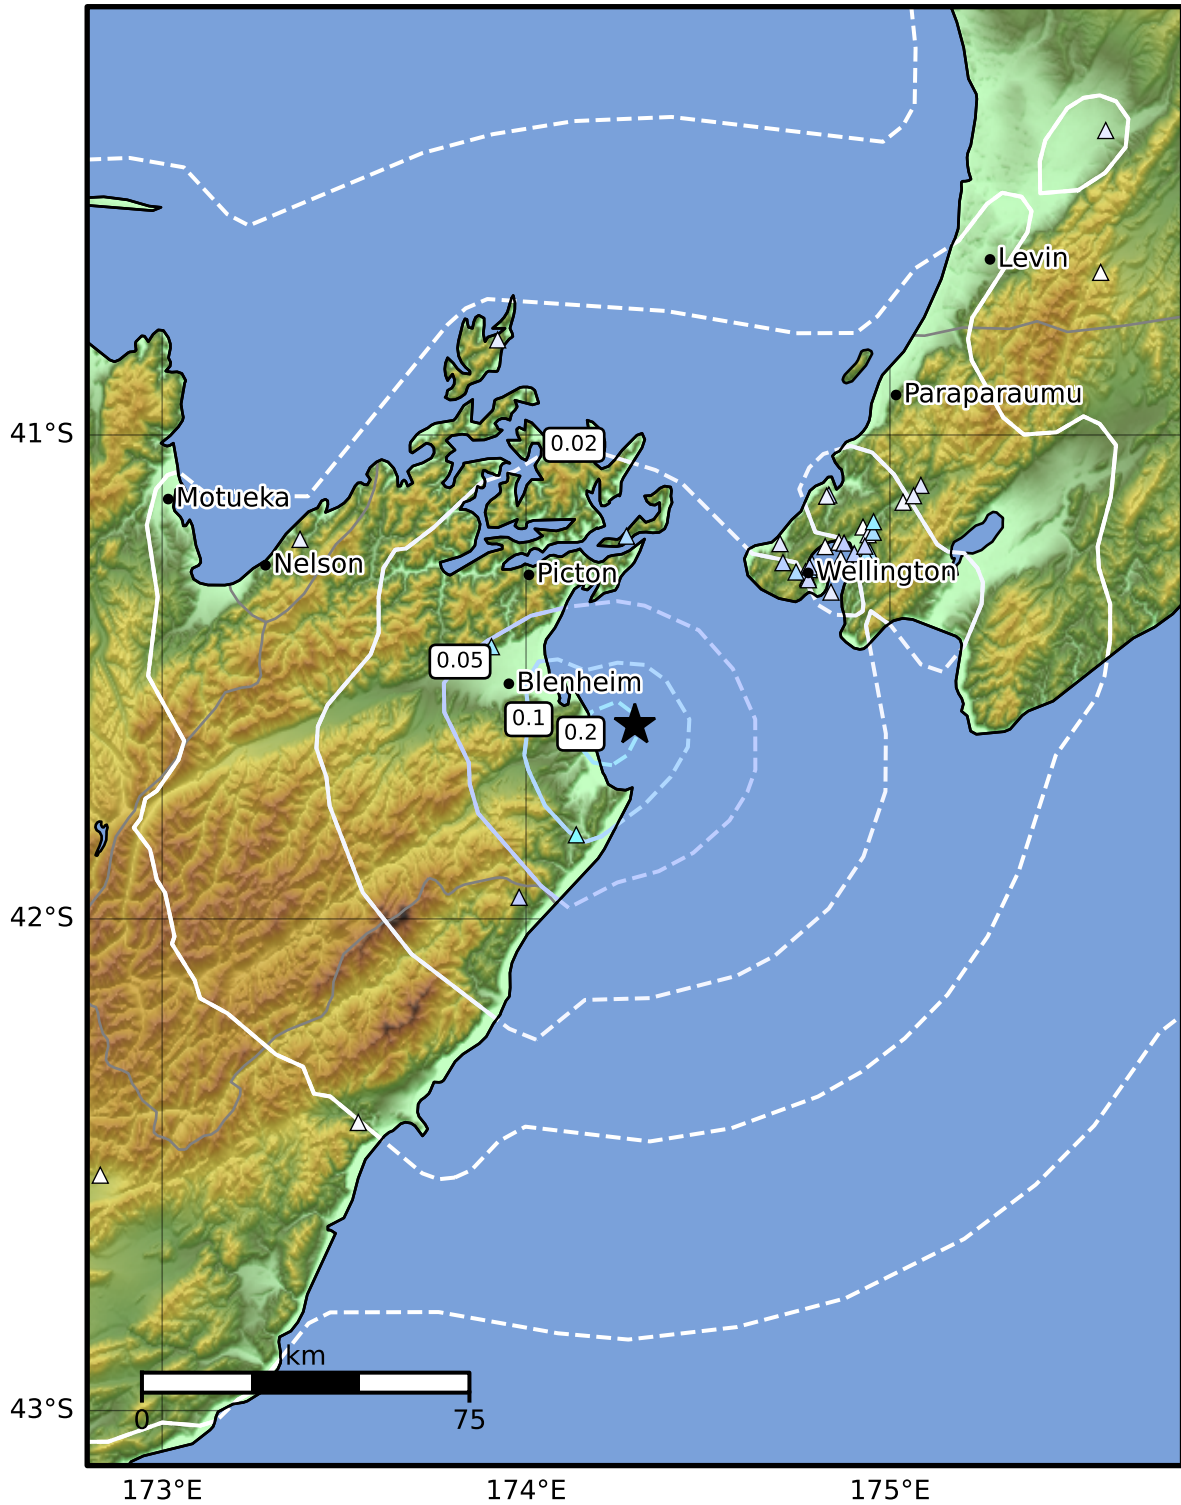 Levin
Paraparaumu
41°S
0.02
Motueka
Nelson
Picton
Wellington
0.05
Blenheim
0.1
0.2
42°S
km
0
75
43°S
173°E
174°E
175°E